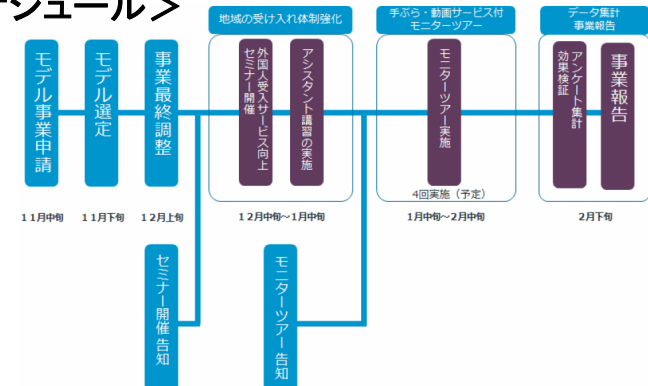 ケジュール＞
地域の受け入れ体制強化
手ぶら・動画サービス付
モニターツアー
データ集計
事業報告
モデル事業申請
モデル選定
事業最終調整
外国人受入サービス向上
セミナー開催
アシスタント講習の実施
モニターツアー実施
アンケート集計
効果検証
事業報告
4回実施（予定）
11月中旬
11月下旬
12月上旬
12月中旬～1月中旬
1月中旬～2月中旬
2月下旬
セミナー開催告知
モニターツアー告知